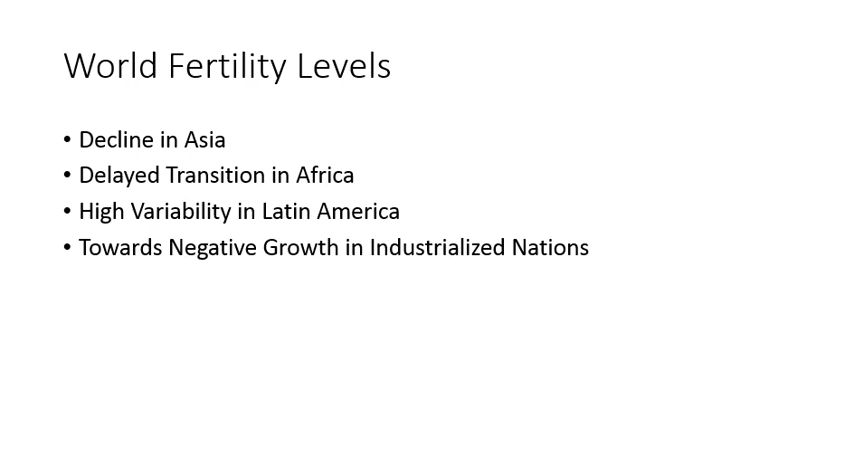 World Fertility Levels
• Decline in Asia
• Delayed Transition in Africa
• High Variability in Latin America
• Towards Negative Growth in Industrialized Nations